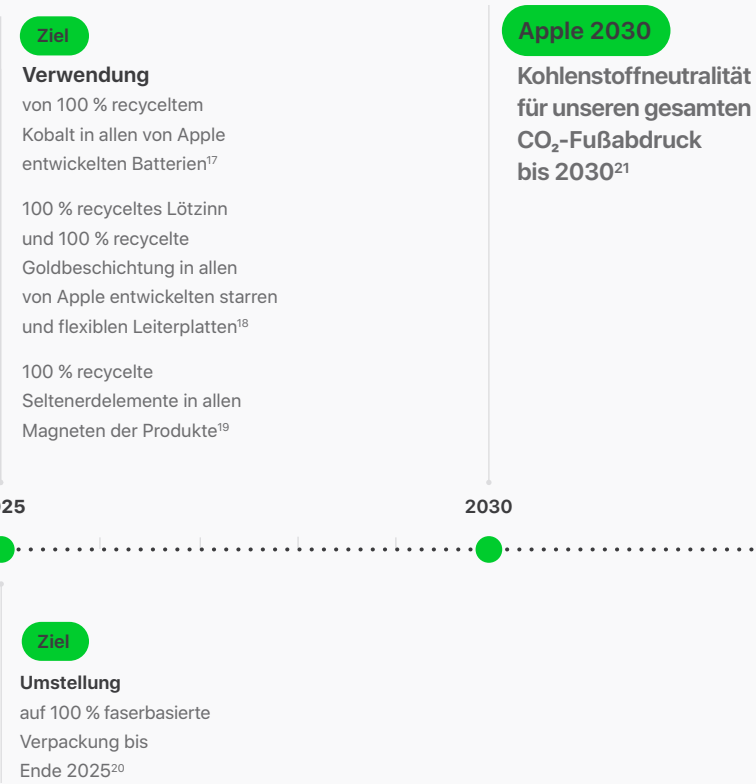 Ziel
Verwendung
von 100 % recyceltem
Kobalt in allen von Apple
entwickelten Batterien¹⁷
100 % recyceltes Lötzinn
und 100 % recycelte
Goldbeschichtung in allen
von Apple entwickelten starren
und flexiblen Leiterplatten¹⁸
100 % recycelte
Seltenerdelemente in allen
Magneten der Produkte¹⁹
Apple 2030
Kohlenstoffneutralität
für unseren gesamten
CO₂-Fußabdruck
bis 2030²¹
25
2030
Ziel
Umstellung
auf 100 % faserbasierte
Verpackung bis
Ende 2025²⁰